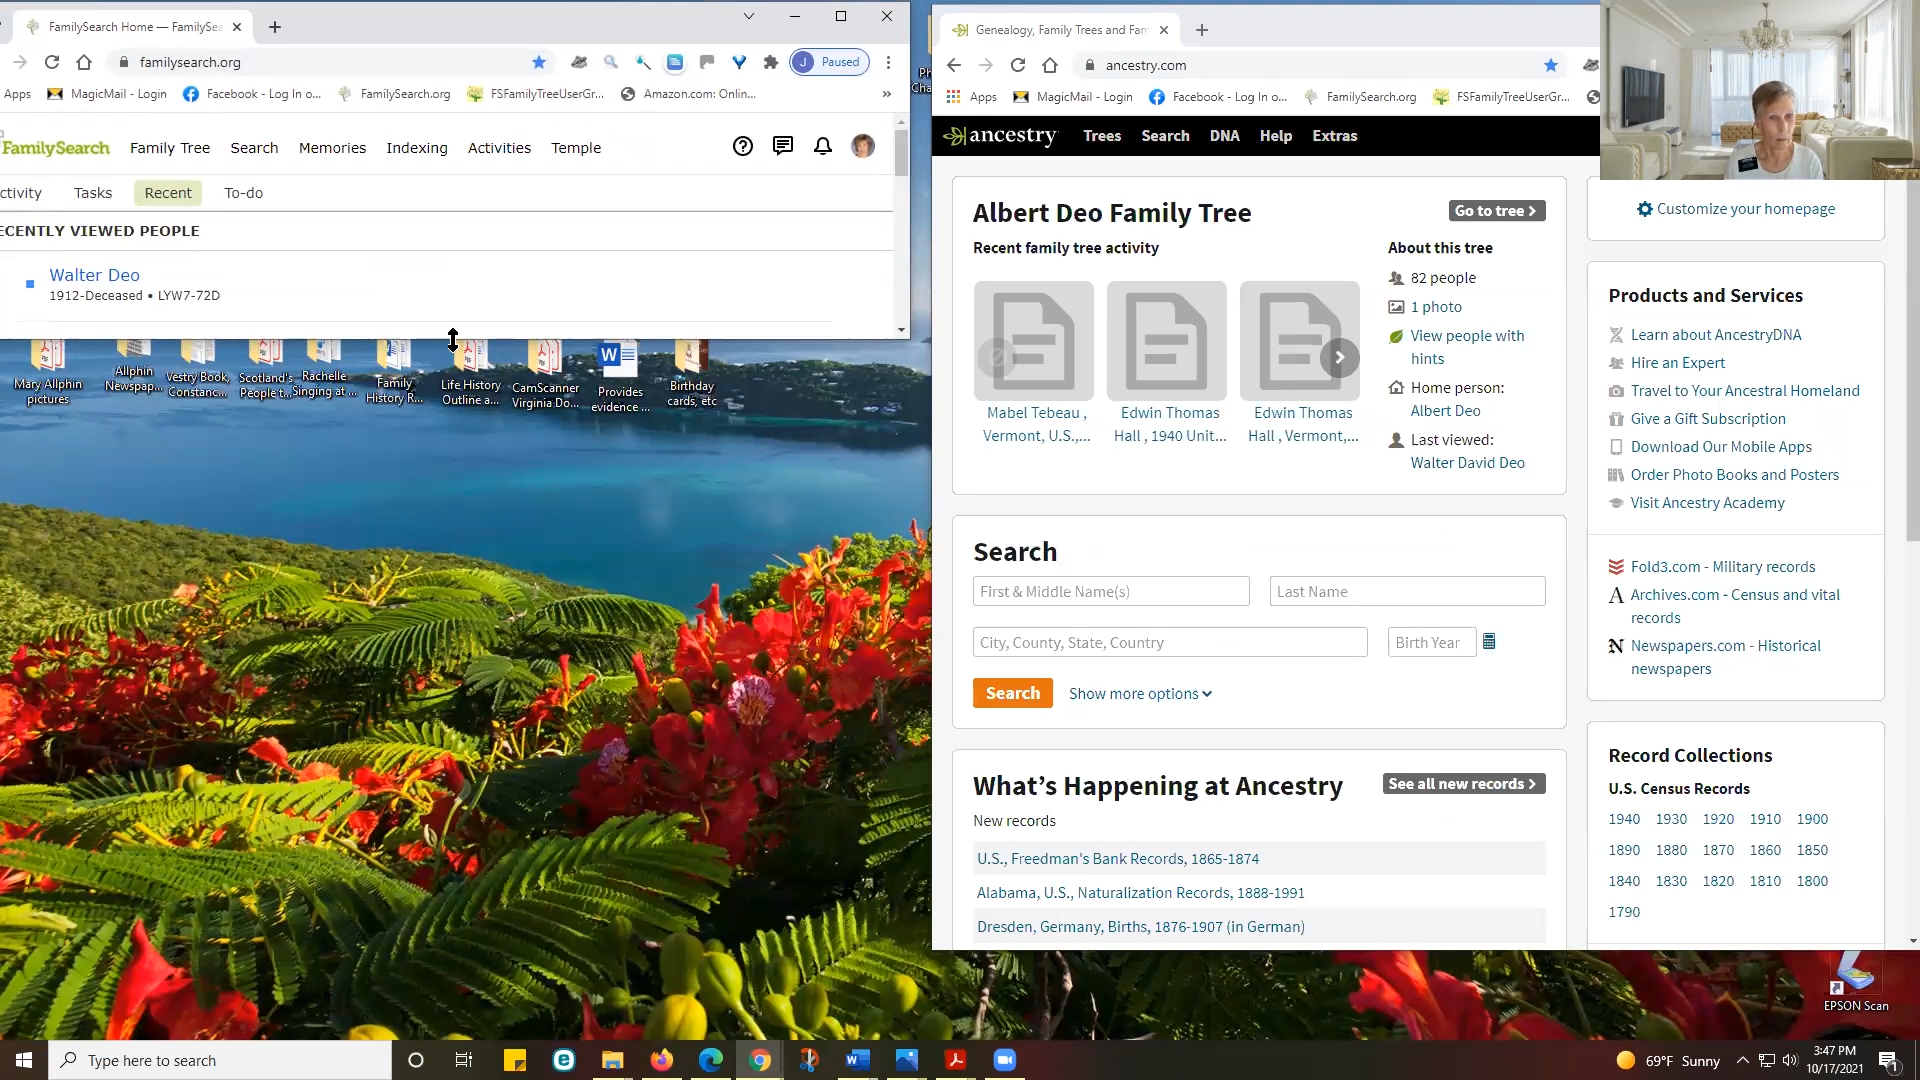 FamilySearch Home — FamilySea
familysearch.org
J Paused
Apps MagicMail - Login Facebook - Log In o... FamilySearch.org FSFamilyTreeUserGr... Amazon.com: Onlin... »
FamilySearch Family Tree Search Memories Indexing Activities Temple
ctivity Tasks Recent To-do
ECENTLY VIEWED PEOPLE
Walter Deo
1912-Deceased • LYW7-72D
Mary Allphin
pictures
Allphin
Newspap...
Vestry Book,
Constanc...
Scotland's
People t...
Rachelle
Singing at ...
Family
History R...
Life History
Outline a...
CamScanner
Virginia Do...
Provides
evidence ...
Birthday
cards, etc
Genealogy, Family Trees and Fam
ancestry.com
Apps MagicMail - Login Facebook - Log In o... FamilySearch.org FSFamilyTreeUserGr...
ancestry Trees Search DNA Help Extras
Albert Deo Family Tree
Go to tree >
Recent family tree activity
Mabel Tebeau ,
Vermont, U.S.,...
Edwin Thomas
Hall , 1940 Unit...
Edwin Thomas
Hall , Vermont,...
About this tree
82 people
1 photo
View people with
hints
Home person:
Albert Deo
Last viewed:
Walter David Deo
Search
First & Middle Name(s)
Last Name
City, County, State, Country
Birth Year
Search Show more options
What’s Happening at Ancestry
See all new records >
New records
U.S., Freedman's Bank Records, 1865-1874
Alabama, U.S., Naturalization Records, 1888-1991
Dresden, Germany, Births, 1876-1907 (in German)
Customize your homepage
Products and Services
Learn about AncestryDNA
Hire an Expert
Travel to Your Ancestral Homeland
Give a Gift Subscription
Download Our Mobile Apps
Order Photo Books and Posters
Visit Ancestry Academy
Fold3.com - Military records
Archives.com - Census and vital
records
Newspapers.com - Historical
newspapers
Record Collections
U.S. Census Records
1940 1930 1920 1910 1900
1890 1880 1870 1860 1850
1840 1830 1820 1810 1800
1790
EPSON Scan
Type here to search
69°F Sunny
3:47 PM
10/17/2021
1